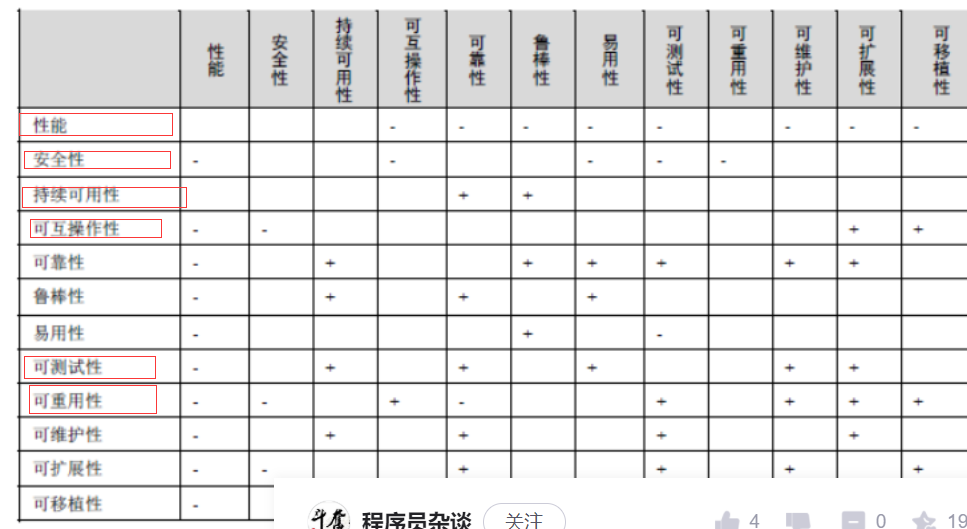 性能 安全性 持续可用性 可互操作性 可靠性 鲁棒性 易用性 可测试性 可重用性 可维护性 可扩展性 可移植性
性能 - - - - - - - -
安全性 - - - - -
持续可用性 + +
可互操作性 - - + +
可靠性 - + + + + + +
鲁棒性 - + + +
易用性 - + -
可测试性 - + + + + +
可重用性 - - + - + + + +
可维护性 - + + + +
可扩展性 - - + + + +
可移植性 -
程序员杂谈 关注 4 0 19